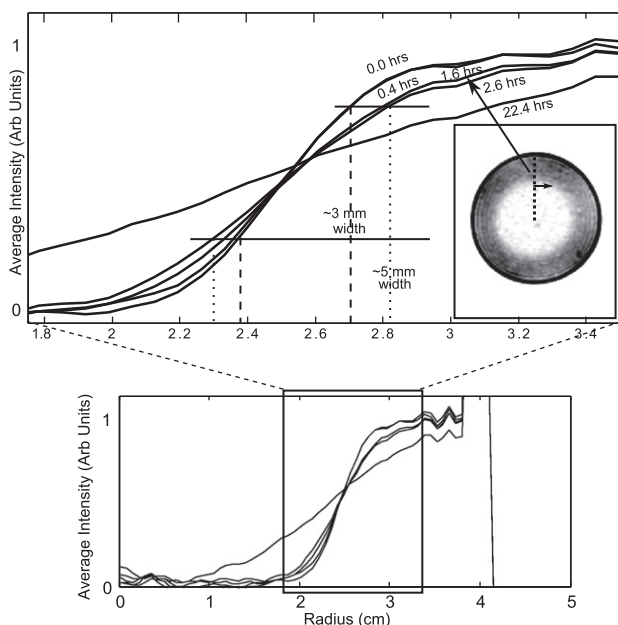 1
0.0 hrs
0.4 hrs
1.6 hrs
2.6 hrs
22.4 hrs
Average Intensity (Arb Units)
~3 mm
width
~5 mm
width
0
1.8 2 2.2 2.4 2.6 2.8 3 3.2 3.4
1
Average Intensity (Arb Units)
0
0 1 2 3 4 5
Radius (cm)